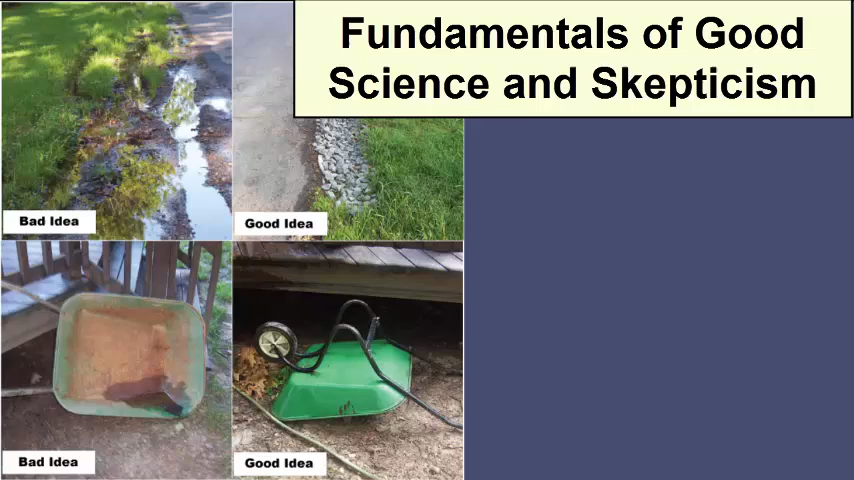 Fundamentals of Good
Science and Skepticism
Bad Idea
Good Idea
Bad Idea
Good Idea